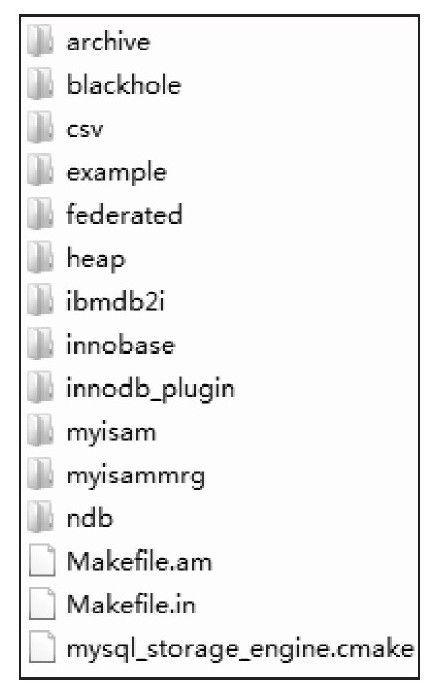 archive
blackhole
csv
example
federated
heap
ibmdb2i
innobase
innodb_plugin
myisam
myisammrg
ndb
Makefile.am
Makefile.in
mysql_storage_engine.cmake